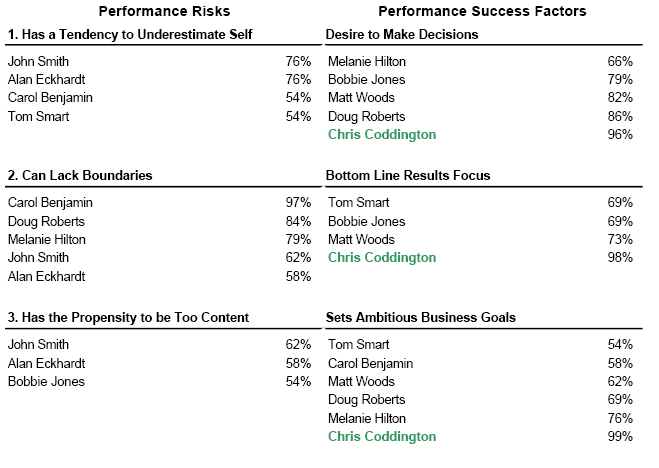 Performance Risks Performance Success Factors
1. Has a Tendency to Underestimate Self Desire to Make Decisions
John Smith 76% Melanie Hilton 66%
Alan Eckhardt 76% Bobbie Jones 79%
Carol Benjamin 54% Matt Woods 82%
Tom Smart 54% Doug Roberts 86%
Chris Coddington 96%
2. Can Lack Boundaries Bottom Line Results Focus
Carol Benjamin 97% Tom Smart 69%
Doug Roberts 84% Bobbie Jones 69%
Melanie Hilton 79% Matt Woods 73%
John Smith 62% Chris Coddington 98%
Alan Eckhardt 58%
3. Has the Propensity to be Too Content Sets Ambitious Business Goals
John Smith 62% Tom Smart 54%
Alan Eckhardt 58% Carol Benjamin 58%
Bobbie Jones 54% Matt Woods 62%
Doug Roberts 69%
Melanie Hilton 76%
Chris Coddington 99%